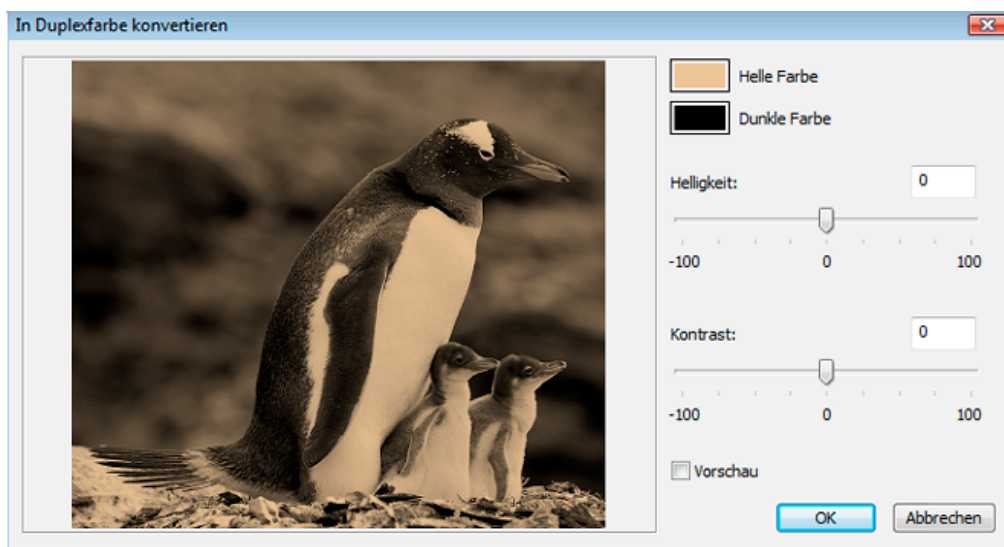 In Duplexfarbe konvertieren
Helle Farbe
Dunkle Farbe
Helligkeit:
0
-100
0
100
Kontrast:
0
-100
0
100
Vorschau
OK
Abbrechen